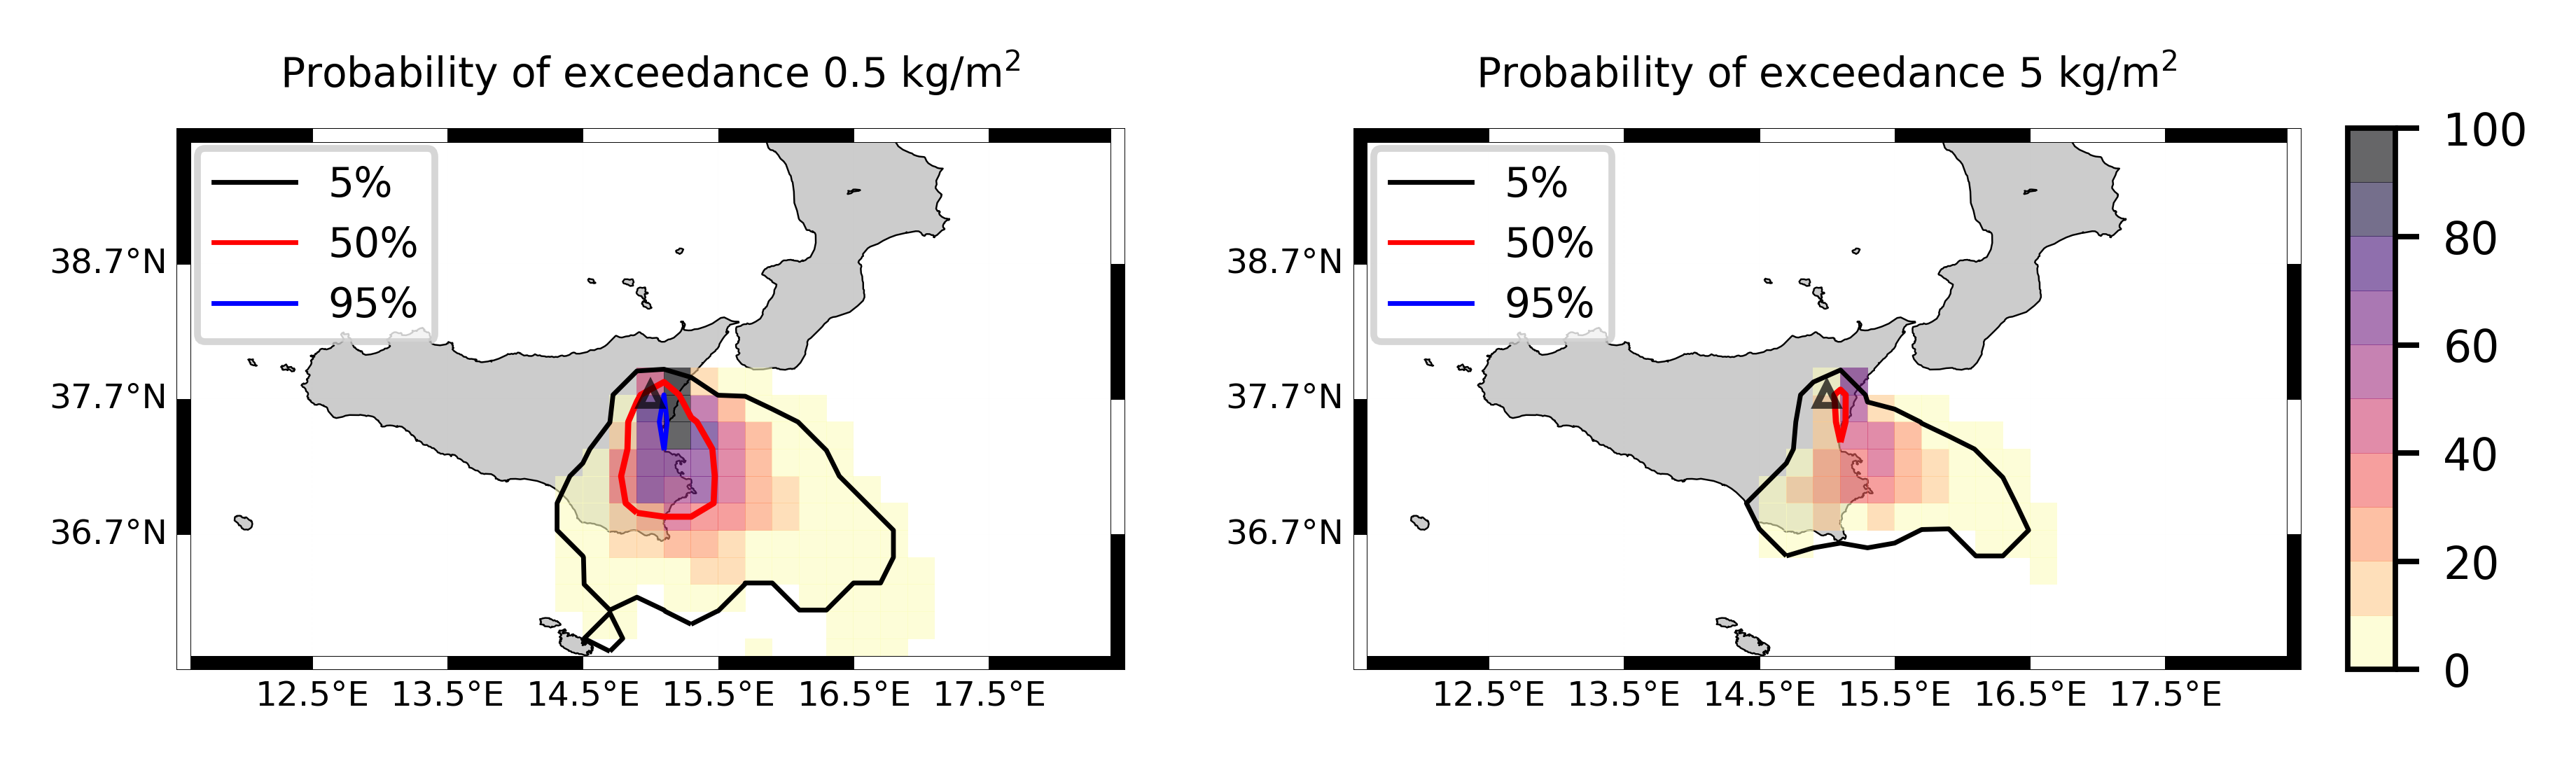 Probability of exceedance 0.5 kg/m²
5%
50%
95%
38.7°N
37.7°N
36.7°N
12.5°E 13.5°E 14.5°E 15.5°E 16.5°E 17.5°E
Probability of exceedance 5 kg/m²
5%
50%
95%
38.7°N
37.7°N
36.7°N
12.5°E 13.5°E 14.5°E 15.5°E 16.5°E 17.5°E
100
80
60
40
20
0